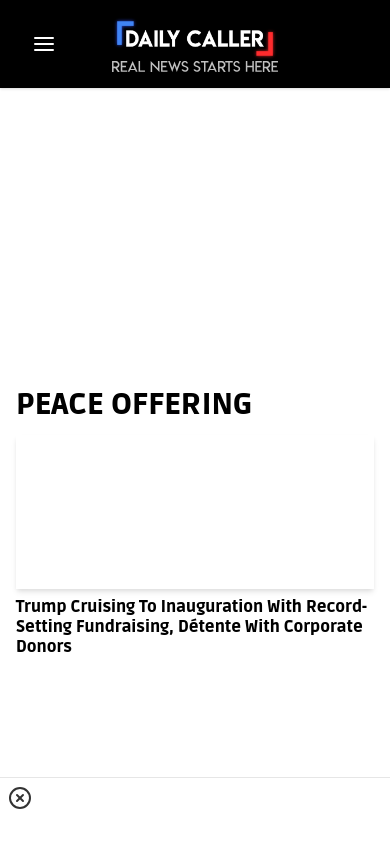 DAILY CALLER
REAL NEWS STARTS HERE
PEACE OFFERING
Trump Cruising To Inauguration With Record-
Setting Fundraising, Détente With Corporate
Donors